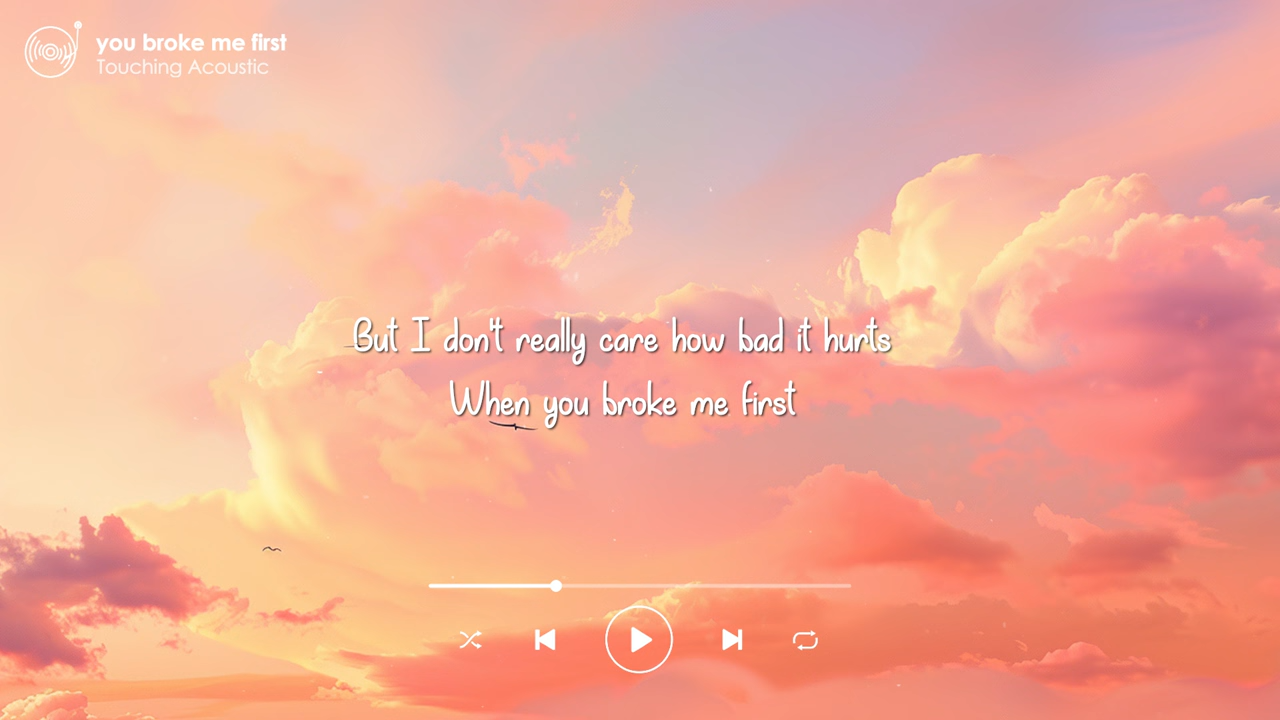 you broke me first
Touching Acoustic
But I don't really care how bad it hurts
When you broke me first